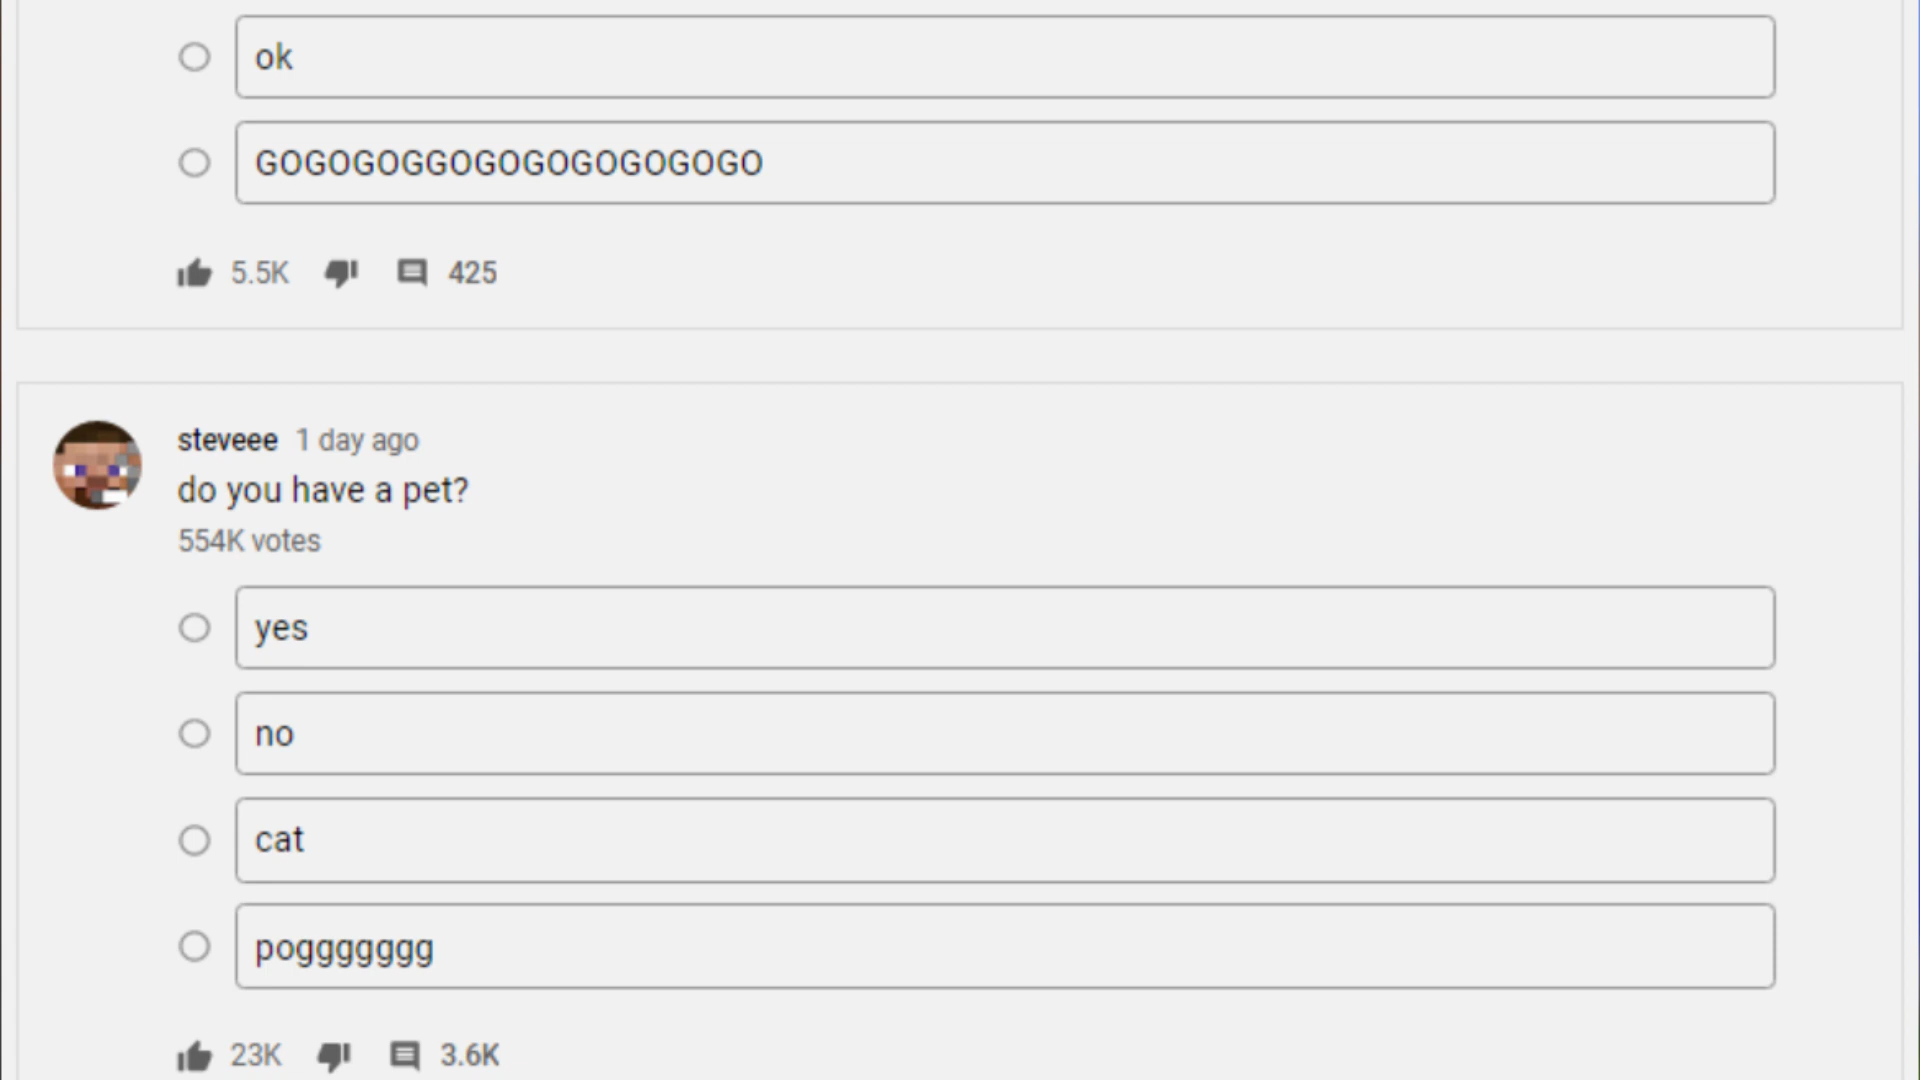 ok
GOGOGOGGOGOGOGOGOGOGO
5.5K 425
steveee 1 day ago
do you have a pet?
554K votes
yes
no
cat
poggggggg
23K 3.6K